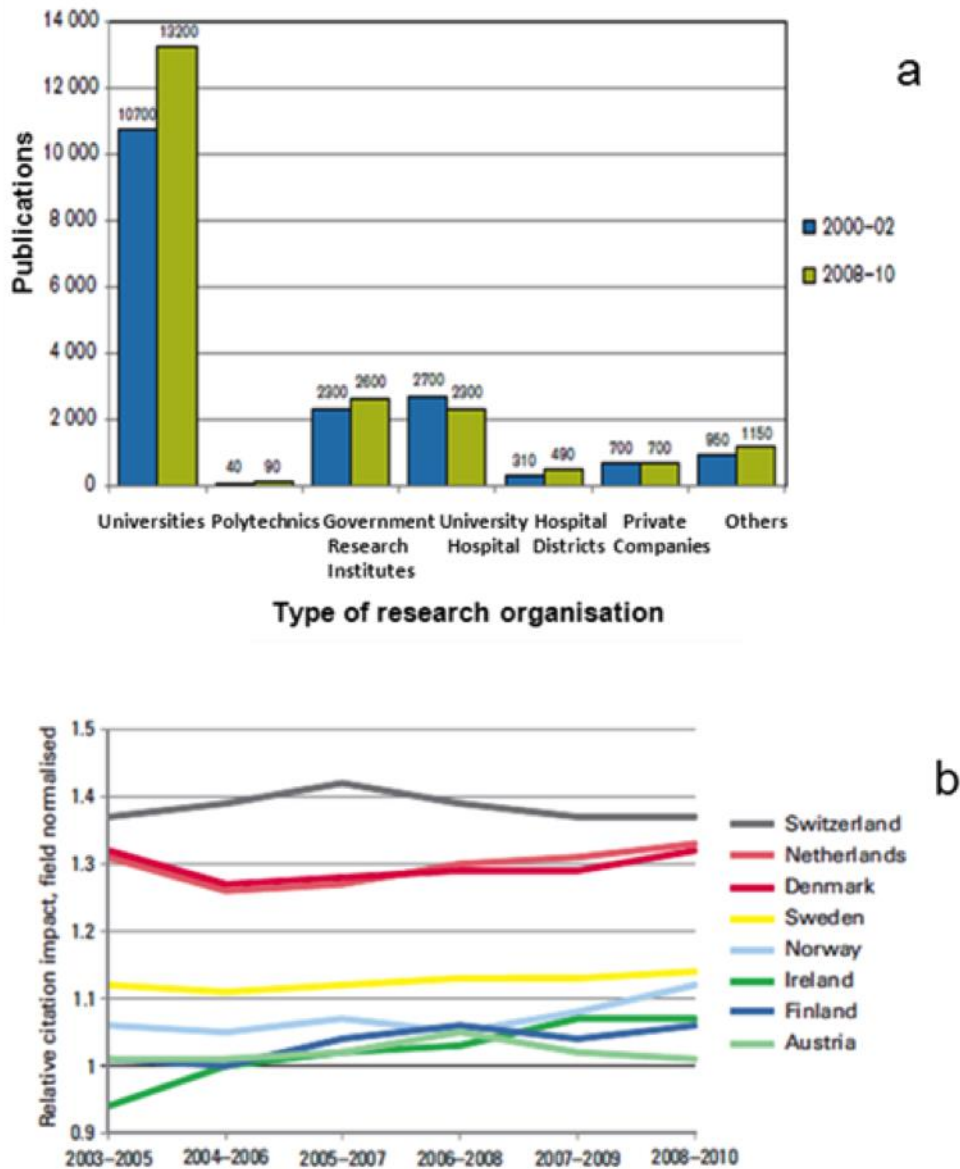 14 000
13200
a
12 000
10700
10 000
Publications
8 000
2000–02
6 000
2008–10
4 000
2300 2600 2700 2300
2 000
40 90 310 490 700 700 950 1150
0
Universities Polytechnics Government University Hospital Private Others
Research Hospital Districts Companies
Institutes
Type of research organisation
b
Relative citation impact, field normalised
1.5
1.4
1.3
1.2
1.1
1
0.9
Switzerland
Netherlands
Denmark
Sweden
Norway
Ireland
Finland
Austria
2003–2005 2004–2006 2005–2007 2006–2008 2007–2009 2008–2010